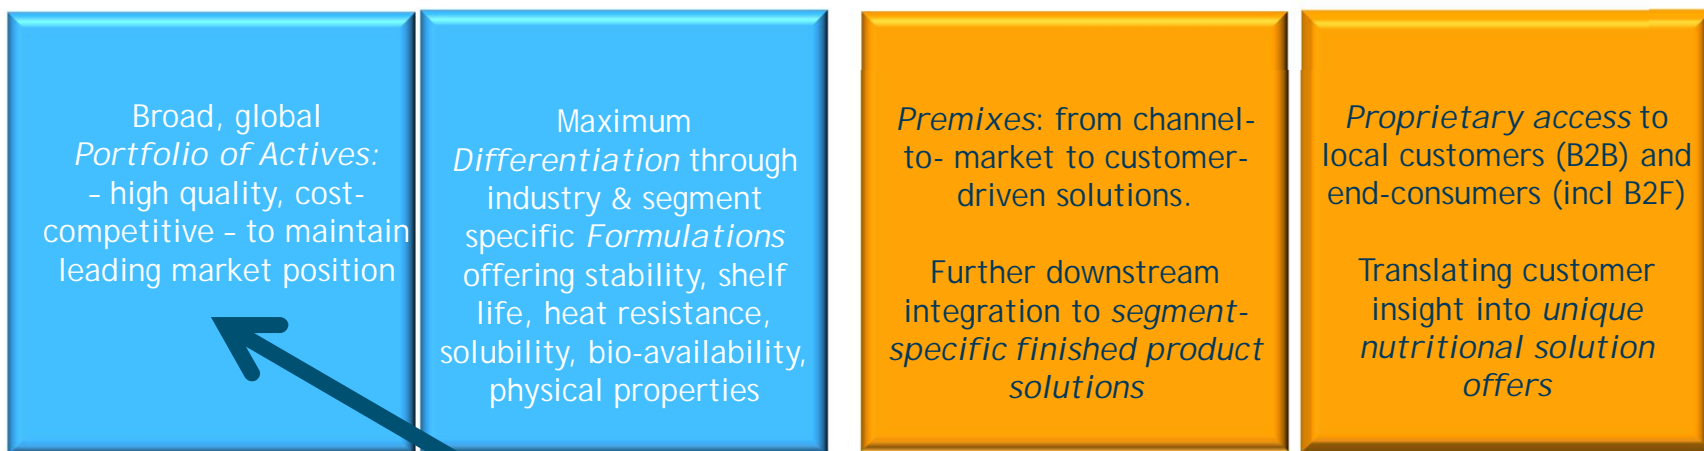 Broad, global
Portfolio of Actives:
– high quality, cost-
competitive – to maintain
leading market position
Maximum
Differentiation through
industry & segment
specific Formulations
offering stability, shelf
life, heat resistance,
solubility, bio-availability,
physical properties
Premixes: from channel-
to- market to customer-
driven solutions.
Further downstream
integration to segment-
specific finished product
solutions
Proprietary access to
local customers (B2B) and
end-consumers (incl B2F)
Translating customer
insight into unique
nutritional solution
offers